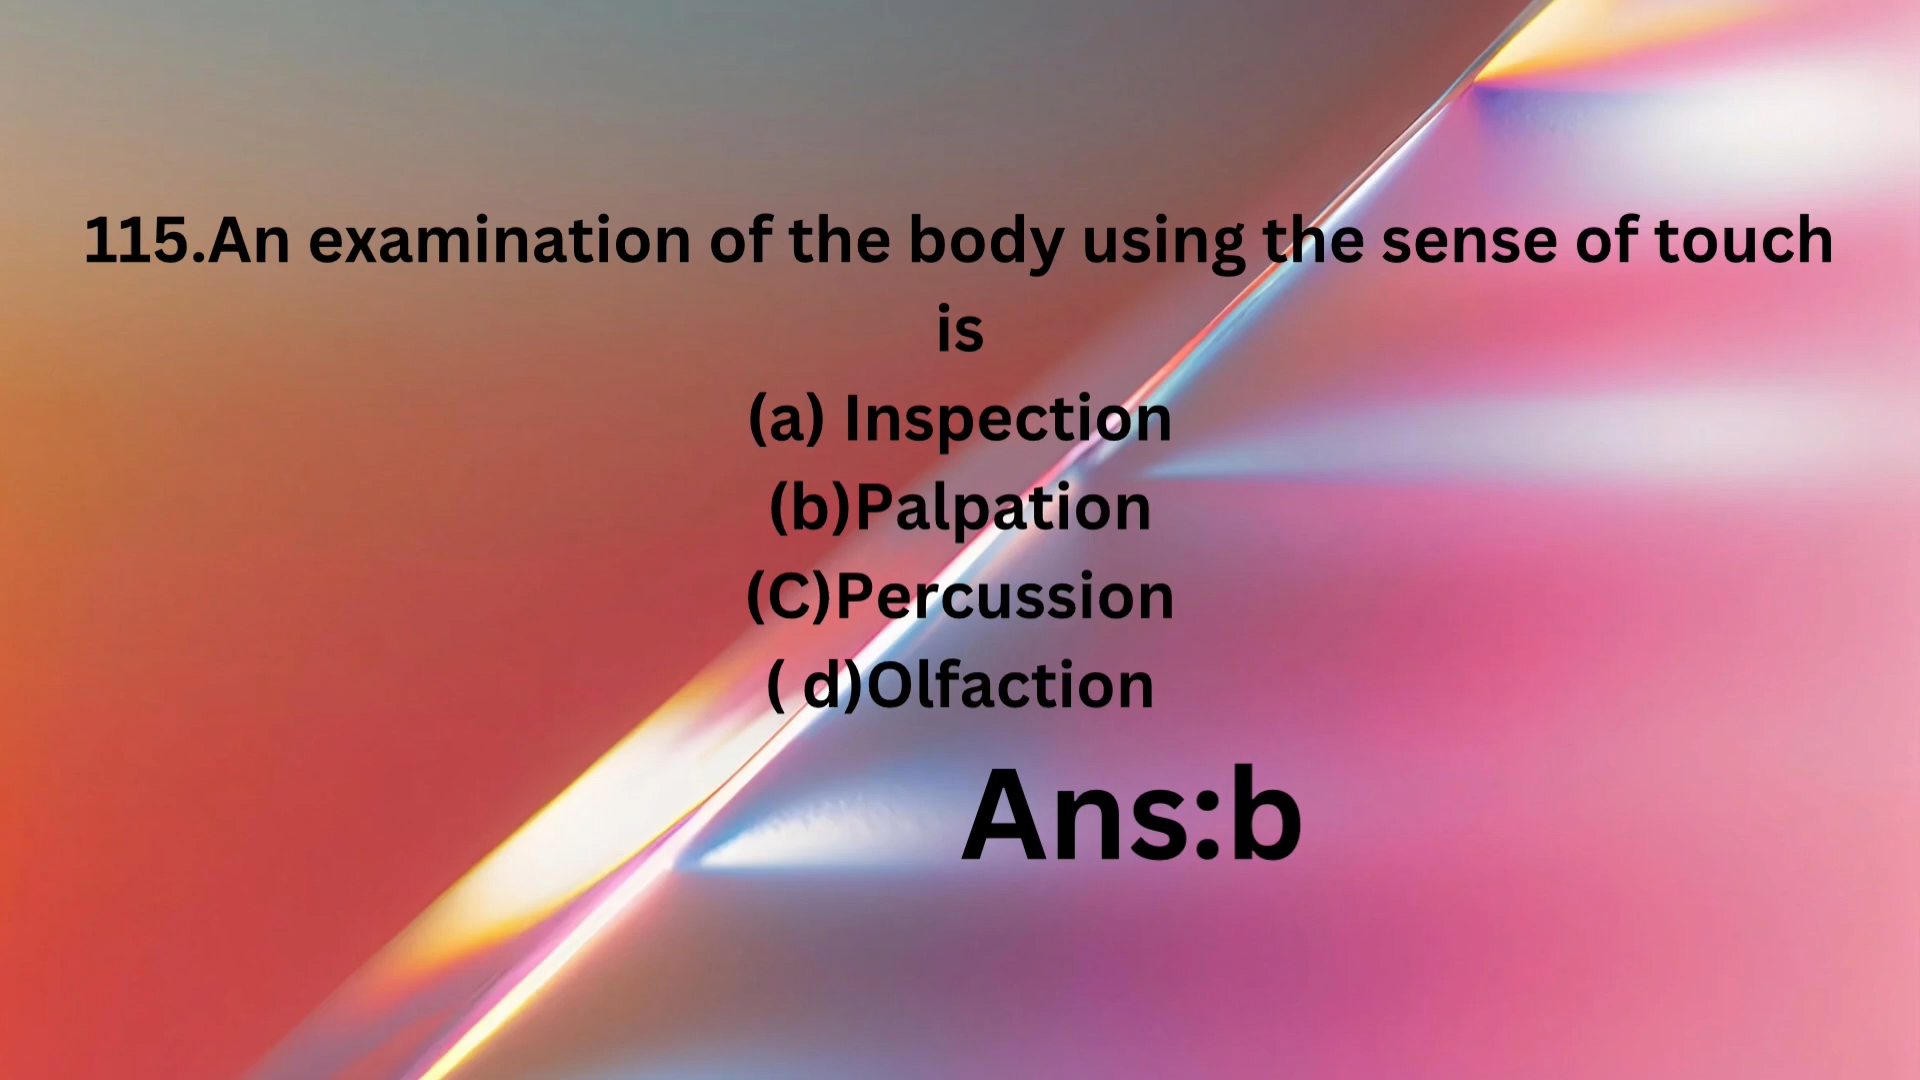 115.An examination of the body using the sense of touch
is
(a) Inspection
(b)Palpation
(C)Percussion
( d)Olfaction
Ans:b